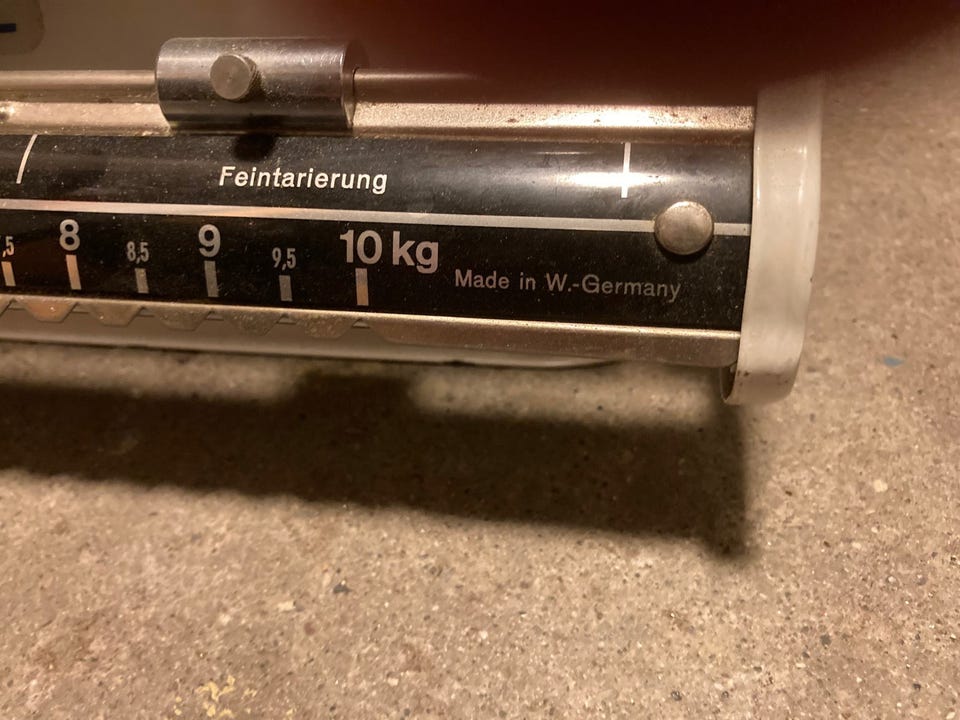 Feintarierung
,5 8 8,5 9 9,5 10 kg
Made in W.-Germany